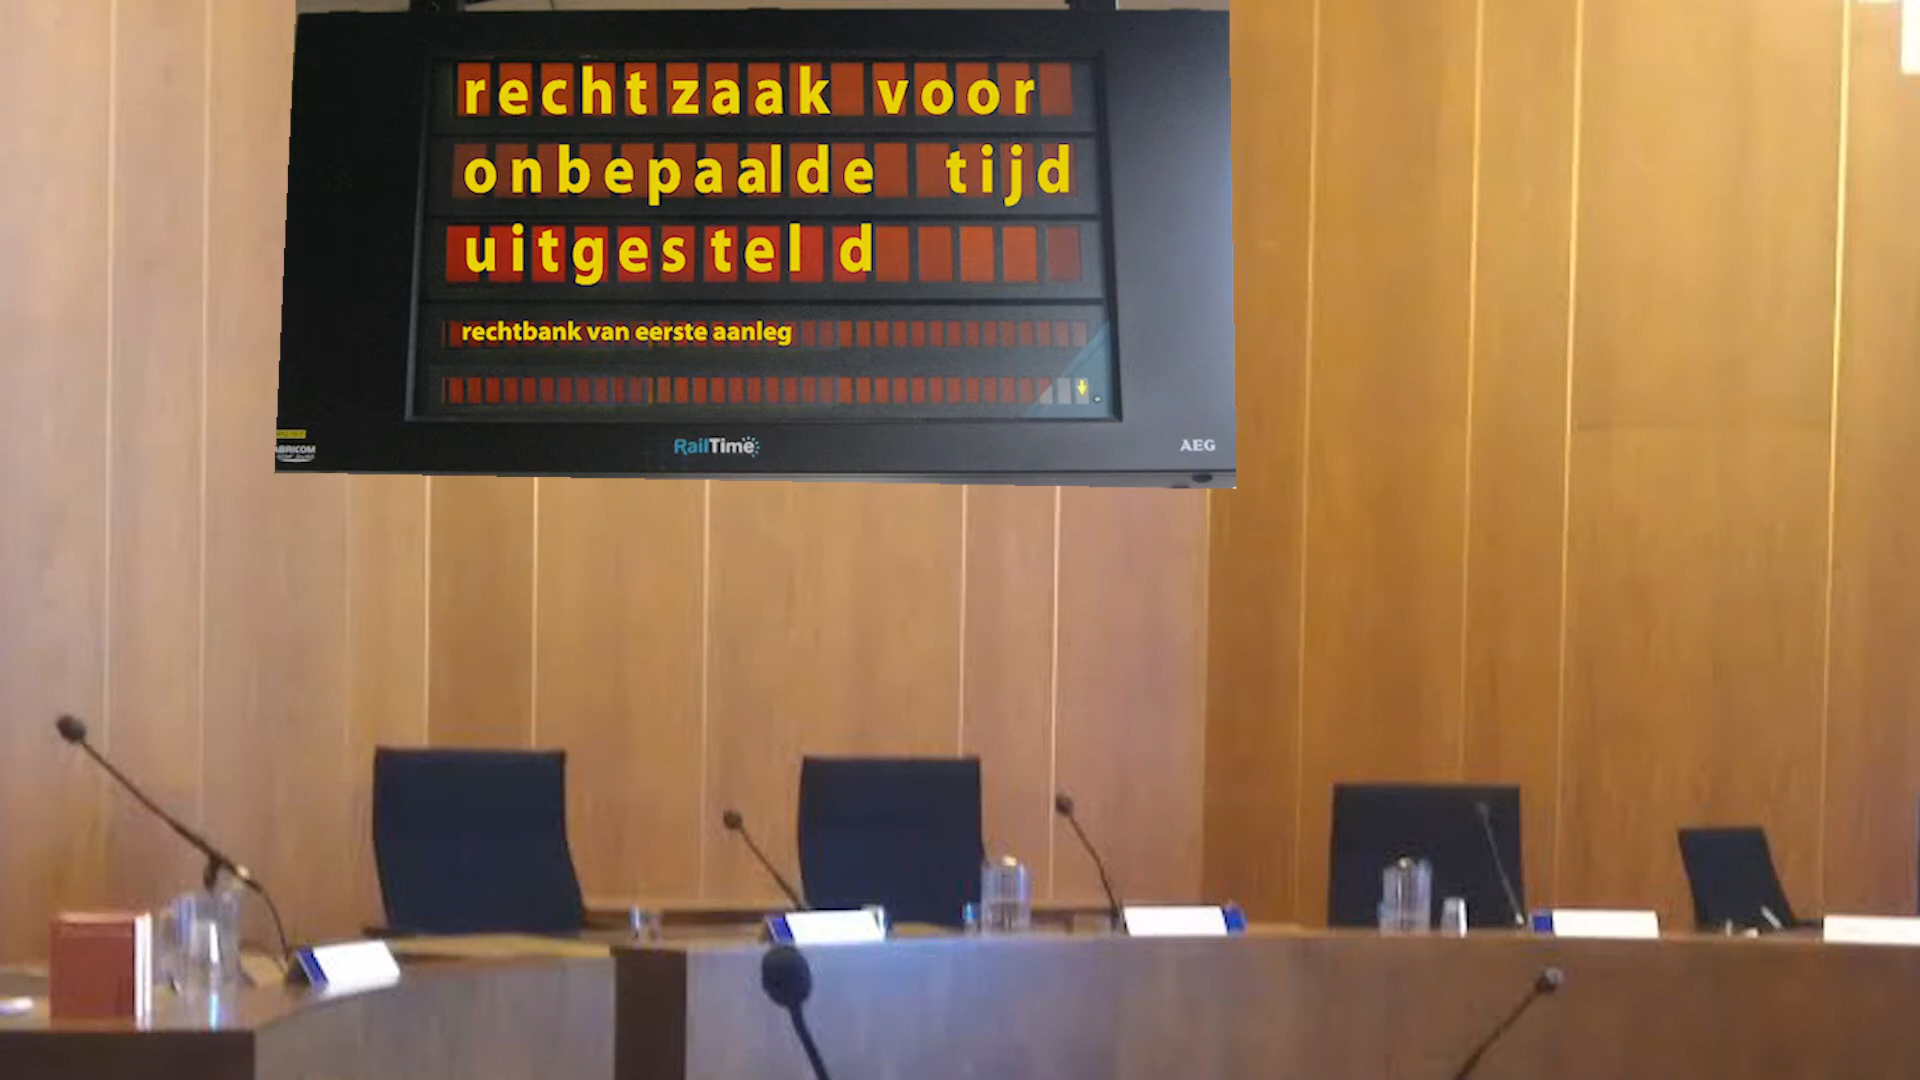 rechtzaak voor
onbepaalde tijd
uitgesteld
rechtbank van eerste aanleg
RailTime
AEG